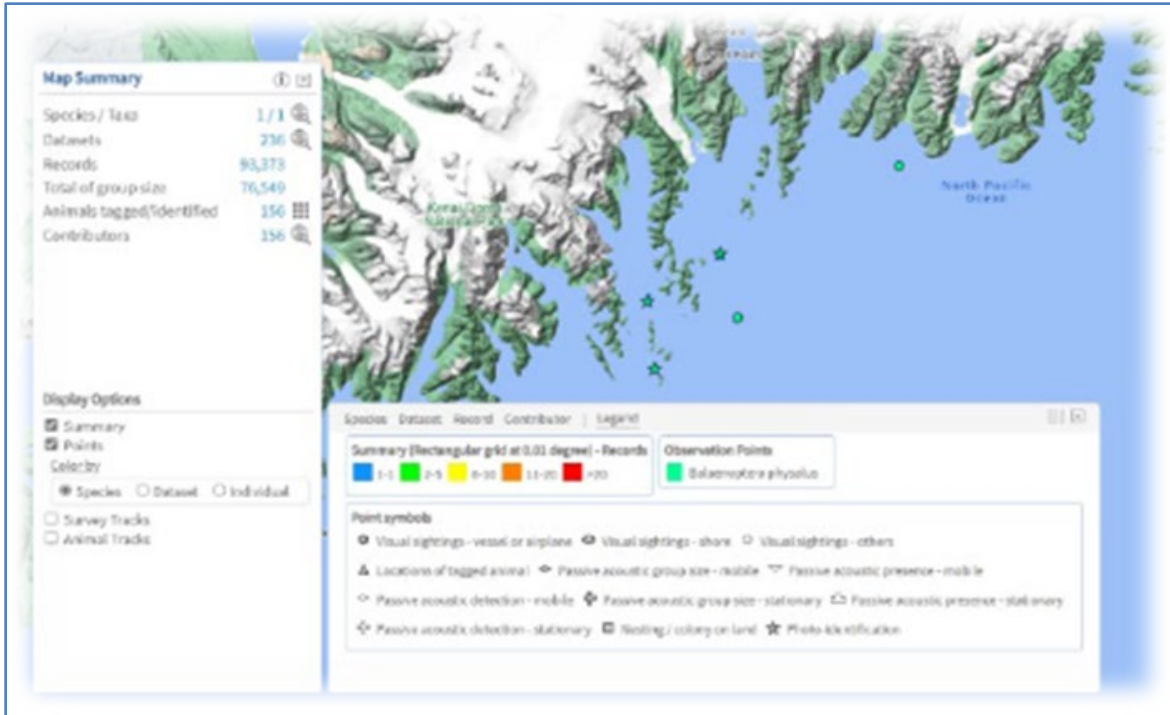 Map Summary
Species / Taxa 1 / 1
Datasets 236
Records 93,373
Total of group size 76,549
Animals tagged/identified 156
Contributors 156
North Pacific
Ocean
Display Options
Summary
Points
Color by
Species Dataset Individual
Survey Tracks
Animal Tracks
Species Dataset Record Contributor | Legend
Summary (Rectangular grid at 0.01 degree) - Records
1-1 2-5 6-10 11-20 >20
Observation Points
Balaenoptera physalus
Point symbols
Visual sightings - vessel or airplane Visual sightings - shore Visual sightings - others
Locations of tagged animal Passive acoustic group size - mobile Passive acoustic presence - mobile
Passive acoustic detection - mobile Passive acoustic group size - stationary Passive acoustic presence - stationary
Passive acoustic detection - stationary Nesting / colony on land Photo-identification